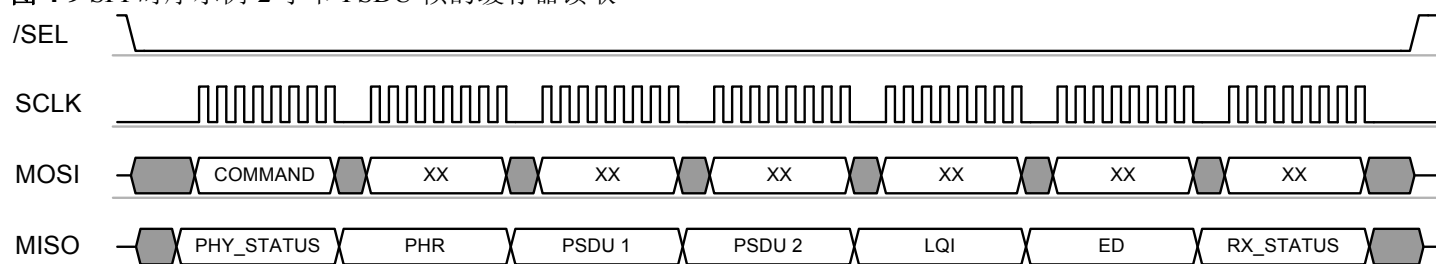 /SEL
SCLK
MOSI COMMAND XX XX XX XX XX XX
MISO PHY_STATUS PHR PSDU 1 PSDU 2 LQI ED RX_STATUS